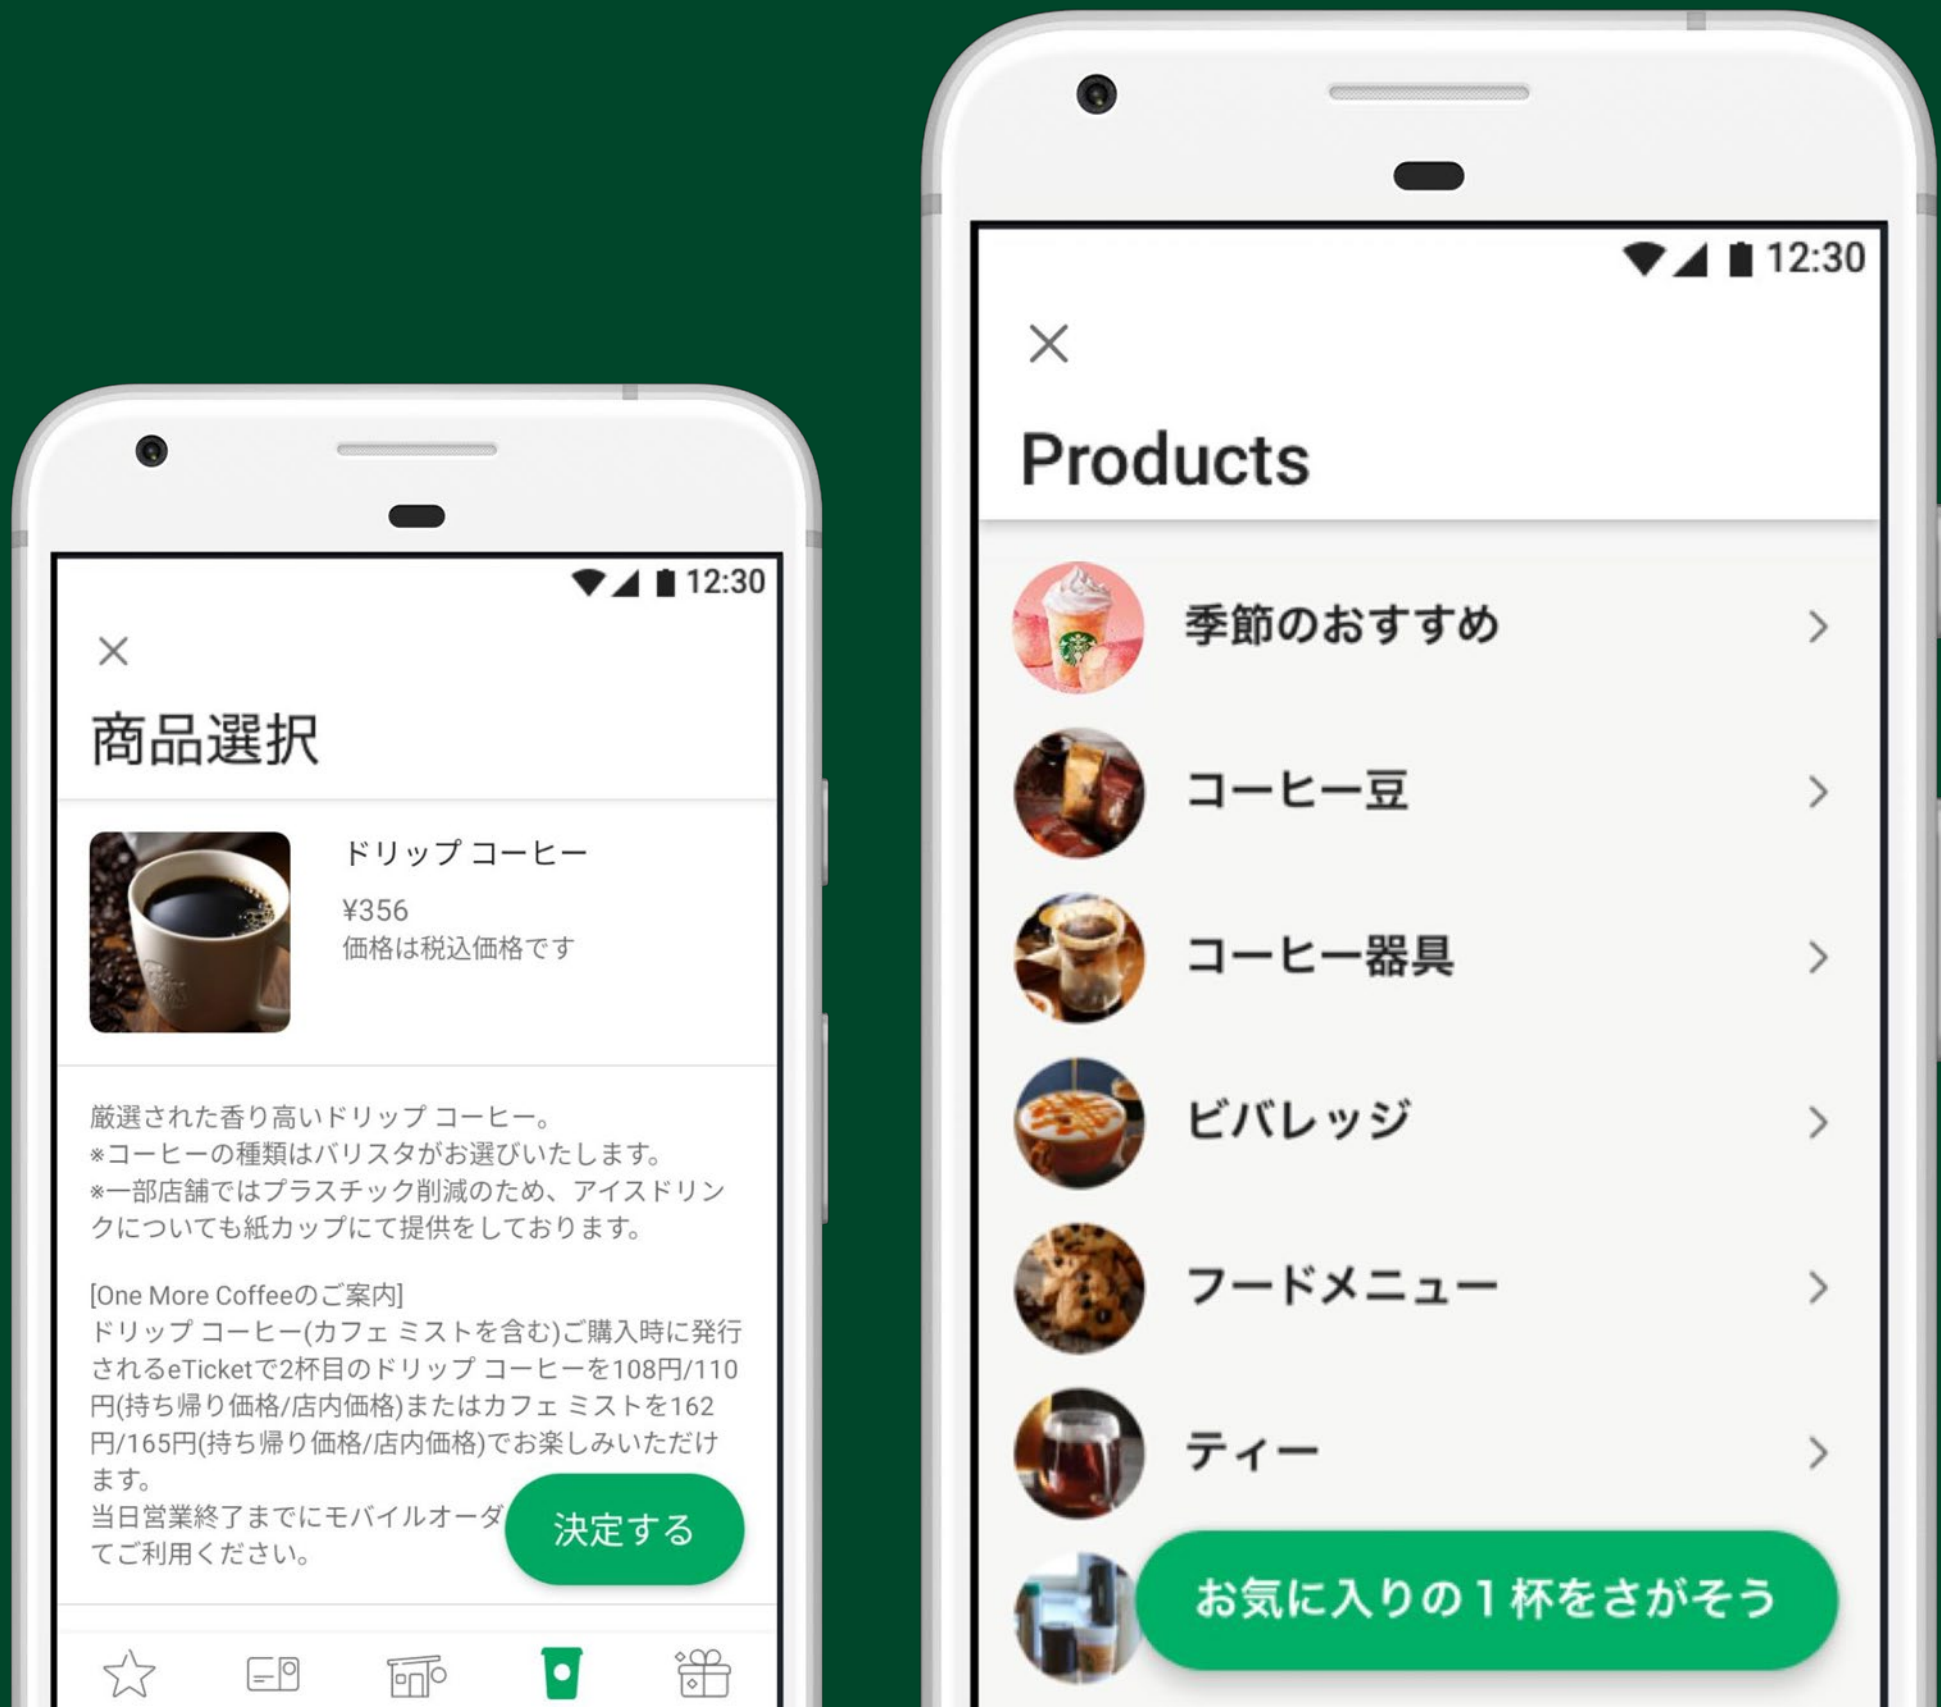 12:30
商品選択
ドリップ コーヒー
¥356
価格は税込価格です
厳選された香り高いドリップ コーヒー。
※コーヒーの種類はバリスタがお選びいたします。
※一部店舗ではプラスチック削減のため、アイスドリン
クについても紙カップにて提供をしております。
[One More Coffeeのご案内]
ドリップ コーヒー(カフェ ミストを含む)ご購入時に発行
されるeTicketで2杯目のドリップ コーヒーを108円/110
円(持ち帰り価格/店内価格)またはカフェ ミストを162
円/165円(持ち帰り価格/店内価格)でお楽しみいただけ
ます。
当日営業終了までにモバイルオーダ
てご利用ください。
決定する
12:30
Products
季節のおすすめ
コーヒー豆
コーヒー器具
ビバレッジ
フードメニュー
ティー
お気に入りの1杯をさがそう